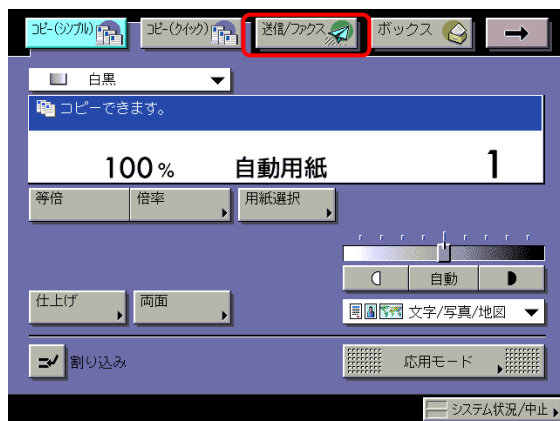 コピー(シンプル)
コピー(クイック)
送信/ファクス
ボックス
白黒
コピーできます。
100%
自動用紙
1
等倍
倍率
用紙選択
自動
仕上げ
両面
文字/写真/地図
割り込み
応用モード
システム状況/中止